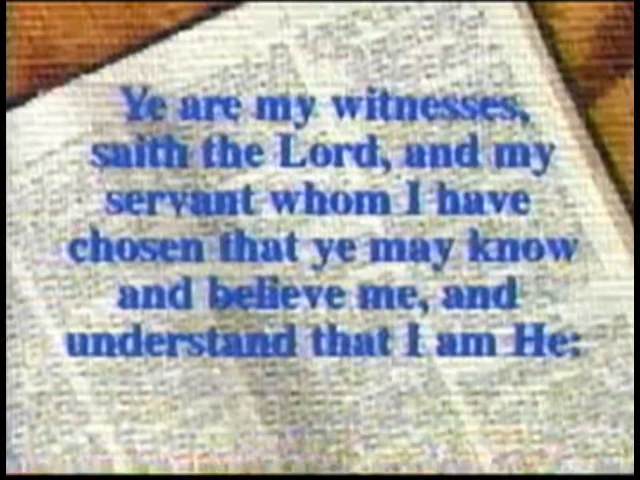 Ye are my witnesses,
saith the Lord, and my
servant whom I have
chosen that ye may know
and believe me, and
understand that I am He: